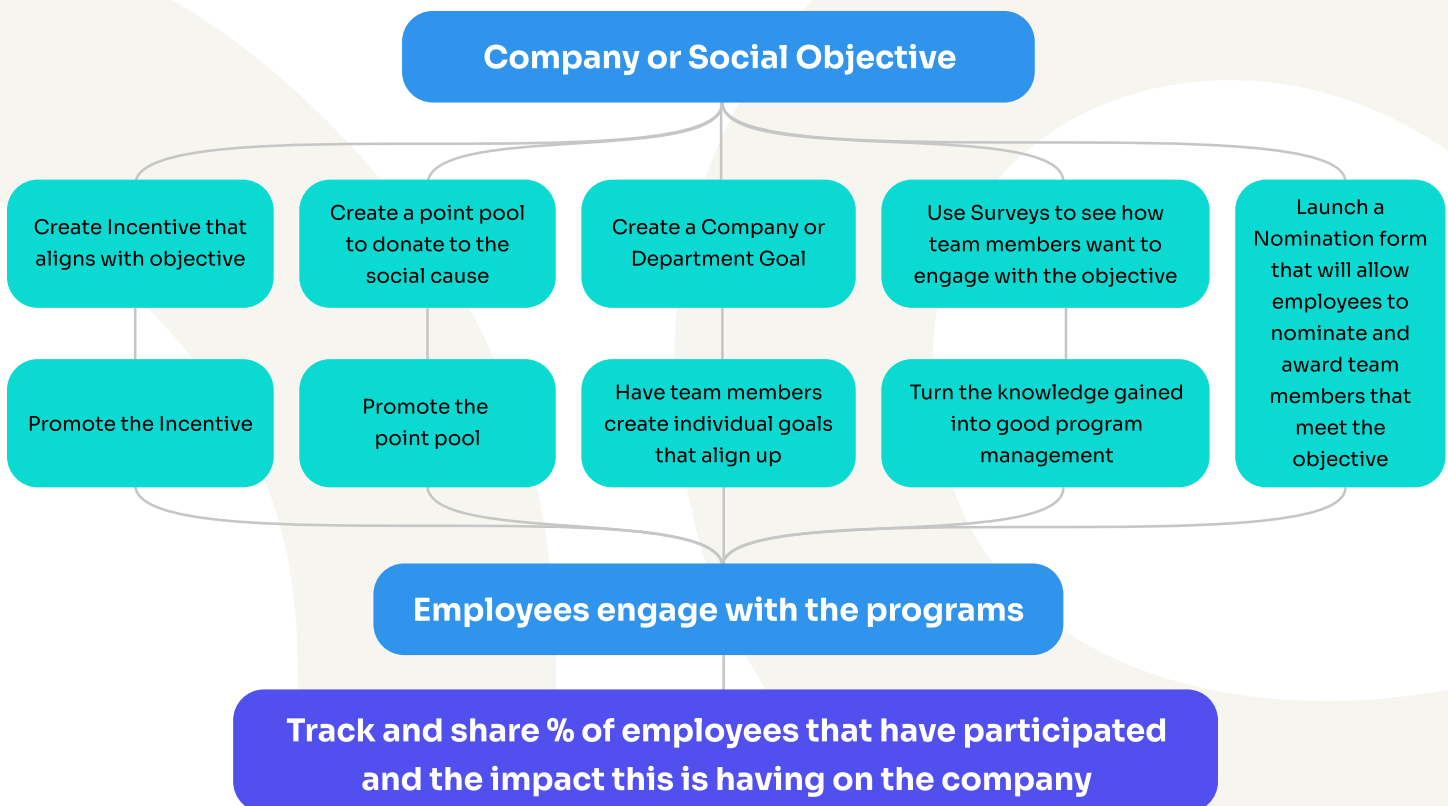 Company or Social Objective
Create Incentive that
aligns with objective
Create a point pool
to donate to the
social cause
Create a Company or
Department Goal
Use Surveys to see how
team members want to
engage with the objective
Launch a
Nomination form
that will allow
employees to
nominate and
award team
members that
meet the
objective
Promote the Incentive
Promote the
point pool
Have team members
create individual goals
that align up
Turn the knowledge gained
into good program
management
Employees engage with the programs
Track and share % of employees that have participated
and the impact this is having on the company